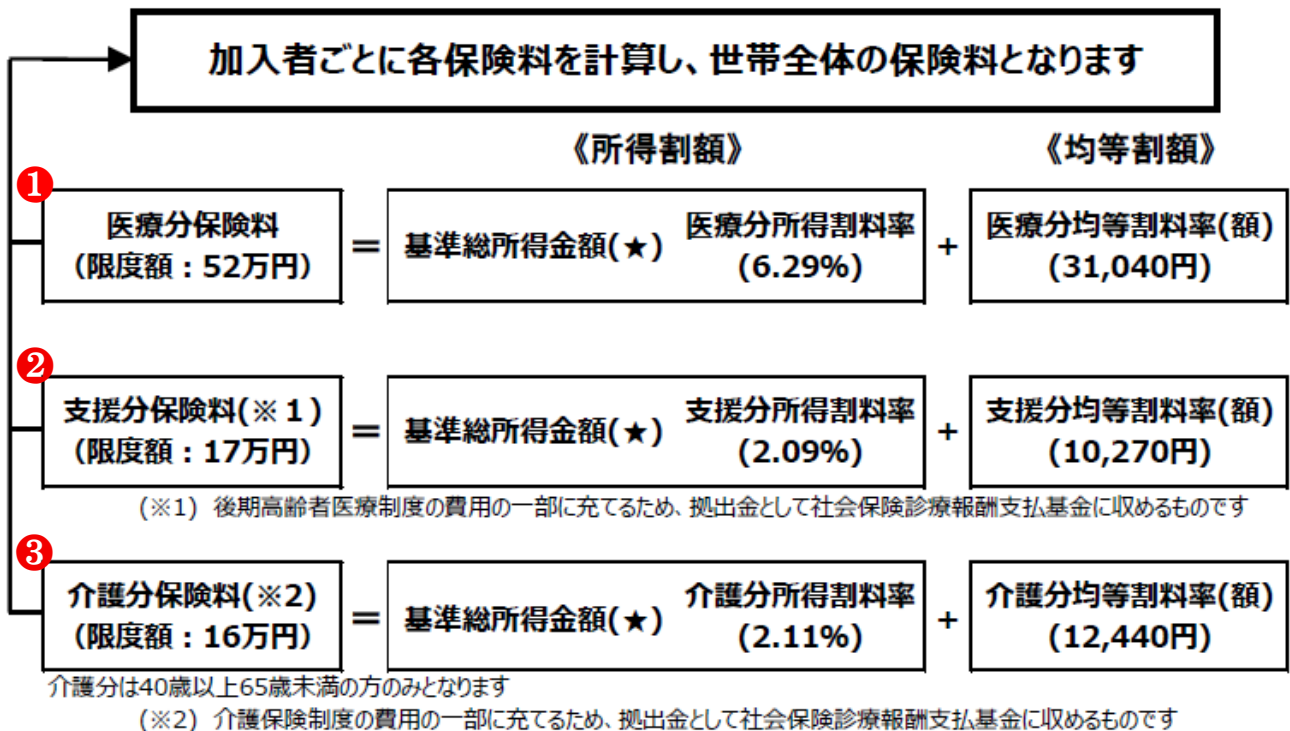 加入者ごとに各保険料を計算し、世帯全体の保険料となります
《所得割額》 《均等割額》
❶
医療分保険料
(限度額:52万円)
=
基準総所得金額(★)
医療分所得割料率
(6.29%)
+
医療分均等割料率(額)
(31,040円)
❷
支援分保険料(※1)
(限度額:17万円)
=
基準総所得金額(★)
支援分所得割料率
(2.09%)
+
支援分均等割料率(額)
(10,270円)
(※1) 後期高齢者医療制度の費用の一部に充てるため、拠出金として社会保険診療報酬支払基金に収めるものです
❸
介護分保険料(※2)
(限度額:16万円)
=
基準総所得金額(★)
介護分所得割料率
(2.11%)
+
介護分均等割料率(額)
(12,440円)
介護分は40歳以上65歳未満の方のみとなります
(※2) 介護保険制度の費用の一部に充てるため、拠出金として社会保険診療報酬支払基金に収めるものです